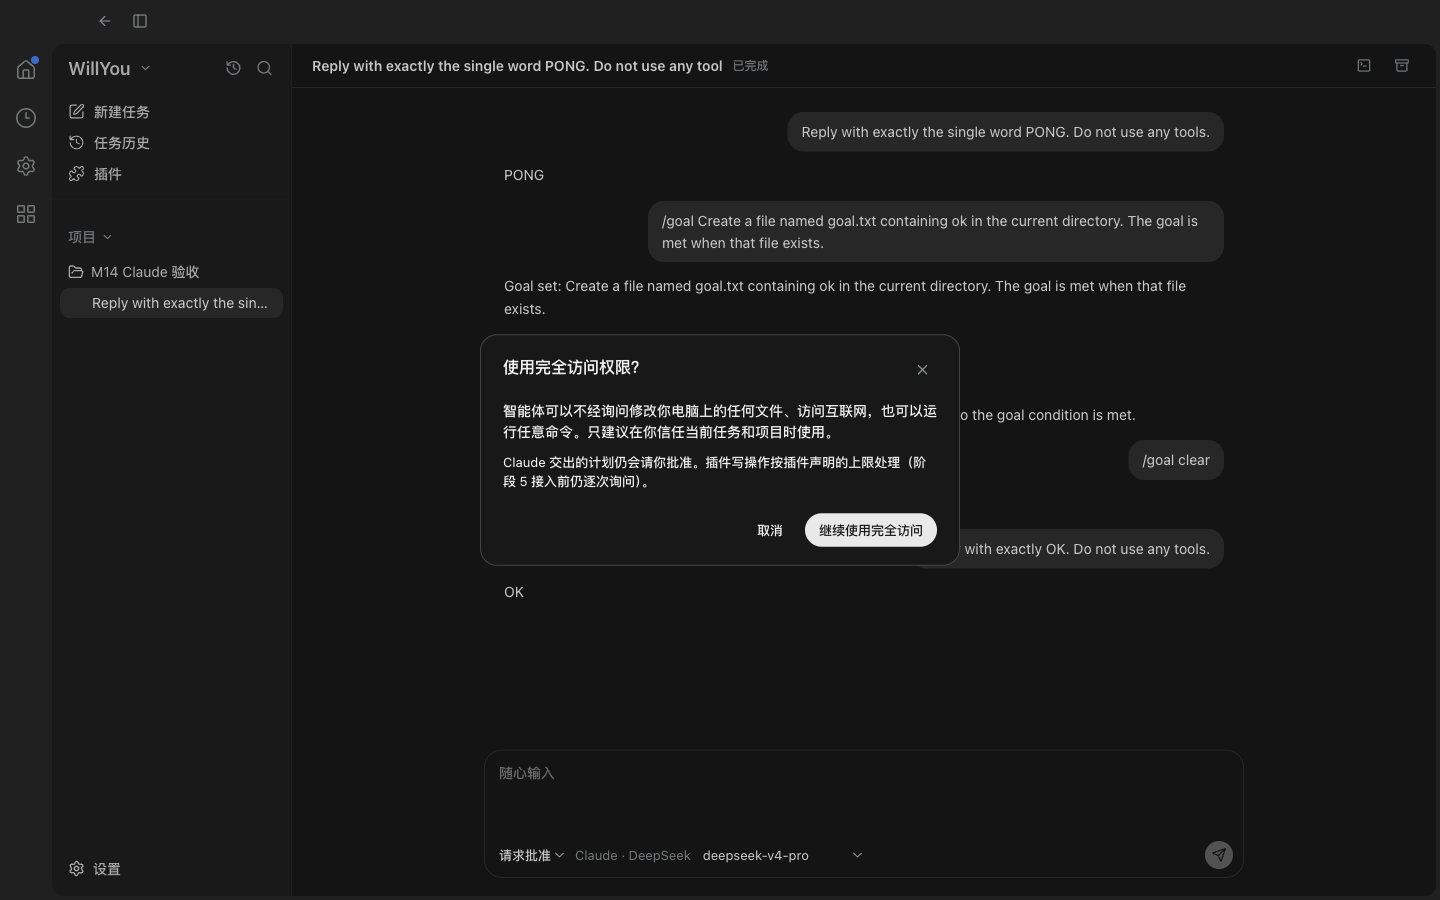 WillYou
新建任务
任务历史
插件
项目
M14 Claude 验收
Reply with exactly the sin...
设置
Reply with exactly the single word PONG. Do not use any tool 已完成
Reply with exactly the single word PONG. Do not use any tools.
PONG
/goal Create a file named goal.txt containing ok in the current directory. The goal is
met when that file exists.
Goal set: Create a file named goal.txt containing ok in the current directory. The goal is met when that file
exists.
使用完全访问权限?
智能体可以不经询问修改你电脑上的任何文件、访问互联网，也可以运
行任意命令。只建议在你信任当前任务和项目时使用。
Claude 交出的计划仍会请你批准。插件写操作按插件声明的上限处理（阶
段 5 接入前仍逐次询问）。
取消 继续使用完全访问
o the goal condition is met.
/goal clear
with exactly OK. Do not use any tools.
OK
随心输入
请求批准 Claude · DeepSeek deepseek-v4-pro